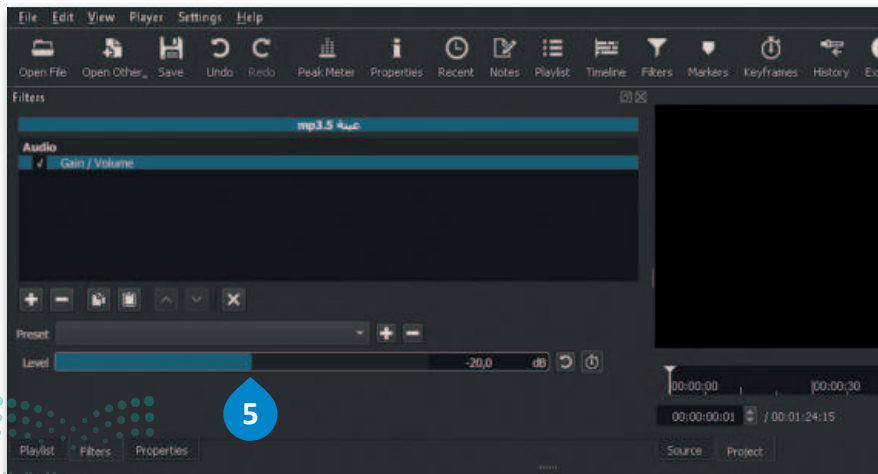 File Edit View Player Settings Help
Open File Open Other... Save Undo Redo Peak Meter Properties Recent Notes Playlist Timeline Filters Markers Keyframes History
Filters
عينة mp3.5
Audio
✓ Gain / Volume
Preset
Level -20,0 dB
5
00:00:00 |00:00:30
00:00:00:01 / 00:01:24:15
Playlist Filters Properties
Source Project